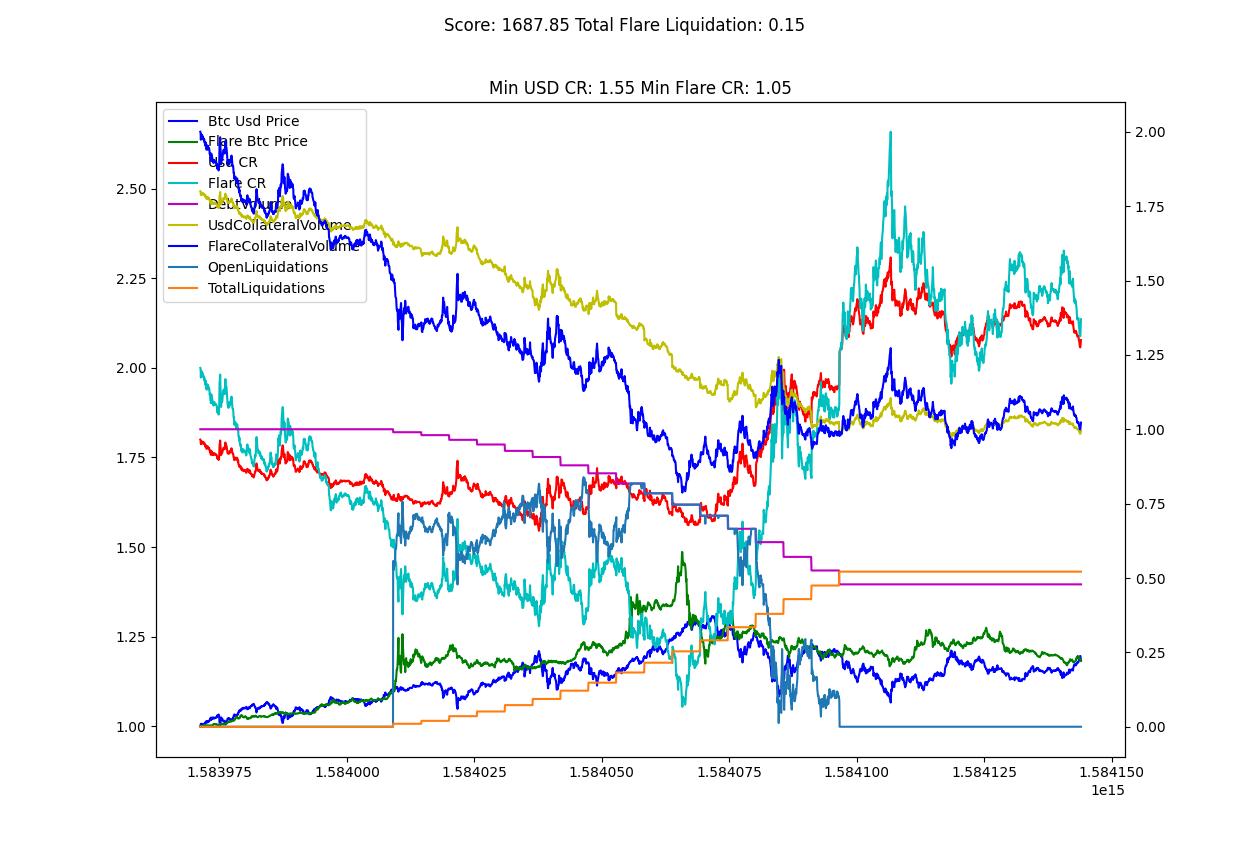 Score: 1687.85 Total Flare Liquidation: 0.15
Min USD CR: 1.55 Min Flare CR: 1.05
Btc Usd Price
Flare Btc Price
Usd CR
Flare CR
DebtVolume
UsdCollateralVolume
FlareCollateralVolume
OpenLiquidations
TotalLiquidations
2.50
2.25
2.00
1.75
1.50
1.25
1.00
2.00
1.75
1.50
1.25
1.00
0.75
0.50
0.25
0.00
1.583975 1.584000 1.584025 1.584050 1.584075 1.584100 1.584125 1.584150
1e15